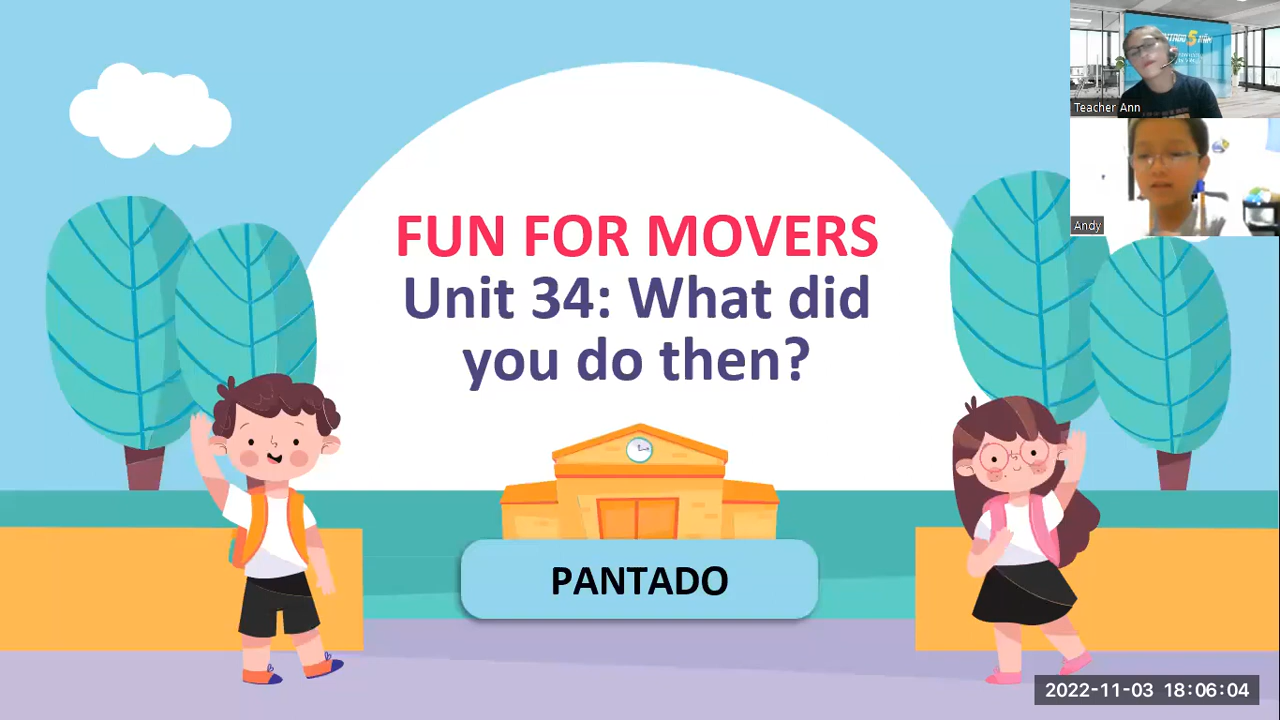 FUN FOR MOVERS
Unit 34: What did
you do then?
PANTADO
Teacher Ann
Andy
2022-11-03 18:06:04